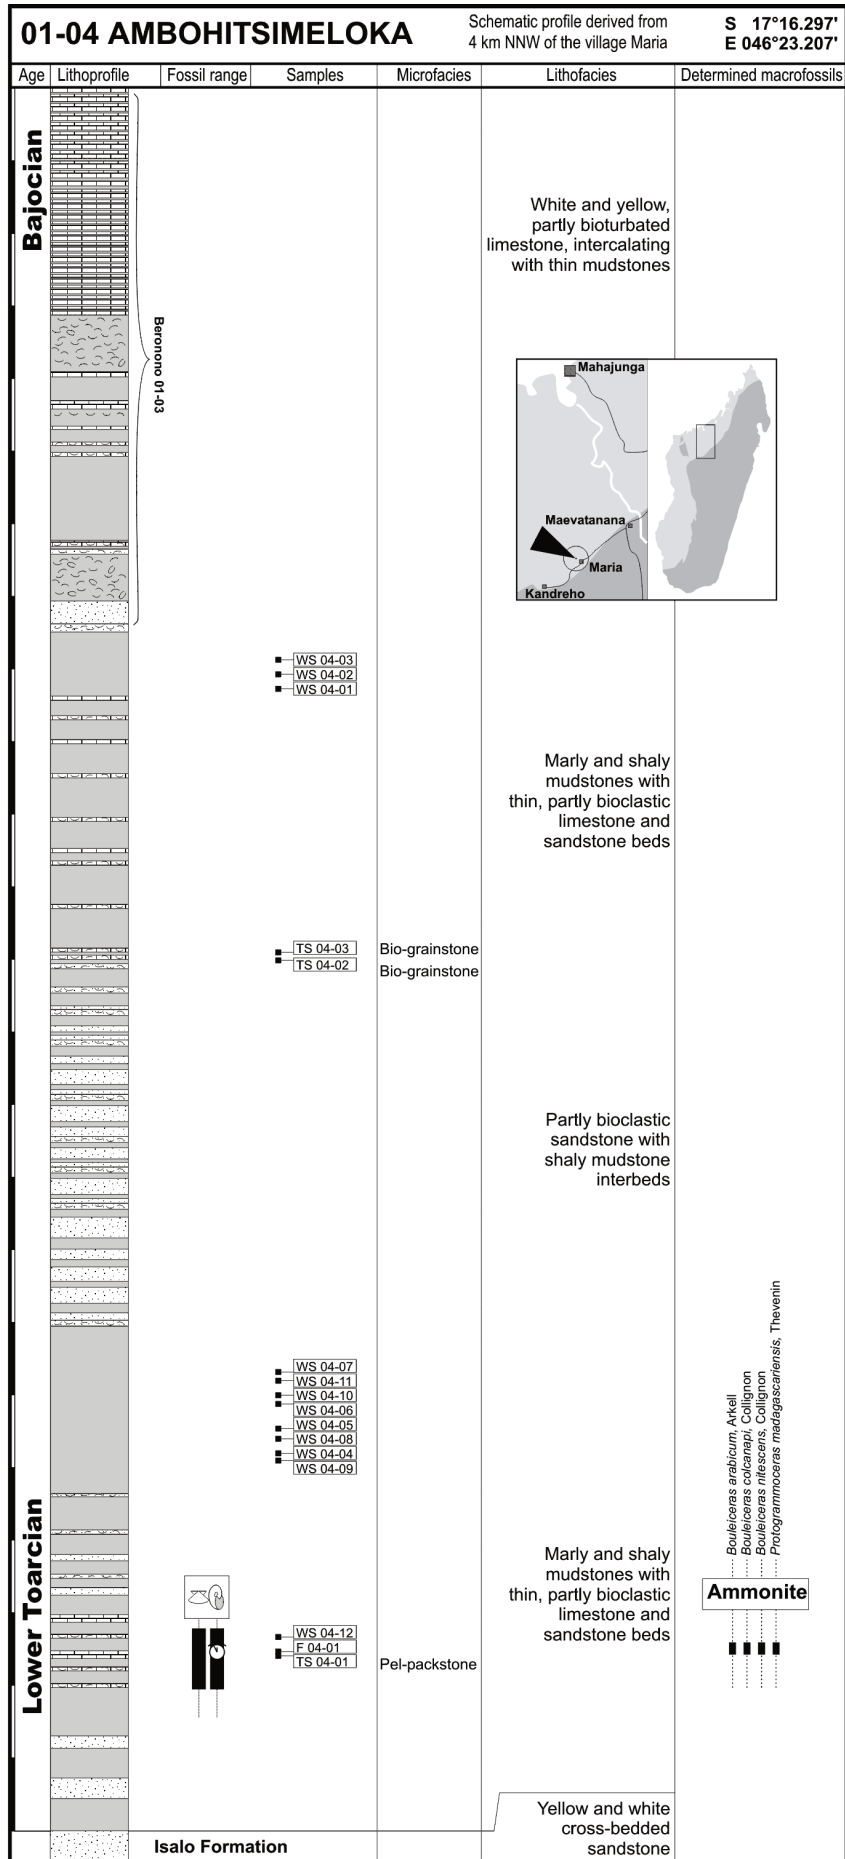 01-04 AMBOHITSIMELOKA
Schematic profile derived from
4 km NNW of the village Maria
S 17°16.297'
E 046°23.207'
Age
Lithoprofile
Fossil range
Samples
Microfacies
Lithofacies
Determined macrofossils
Bajocian
Beronono 01-03
White and yellow,
partly bioturbated
limestone, intercalating
with thin mudstones
Mahajunga
Maevatanana
Maria
Kandreho
WS 04-03
WS 04-02
WS 04-01
Marly and shaly
mudstones with
thin, partly bioclastic
limestone and
sandstone beds
TS 04-03
Bio-grainstone
TS 04-02
Bio-grainstone
Partly bioclastic
sandstone with
shaly mudstone
interbeds
WS 04-07
WS 04-11
WS 04-10
WS 04-06
WS 04-05
WS 04-08
WS 04-04
WS 04-09
Bouleiceras arabicum, Arkell
Bouleiceras colcanapi, Collignon
Bouleiceras nitescens, Collignon
Protogrammoceras madagascariensis, Thevenin
Lower Toarcian
Marly and shaly
mudstones with
thin, partly bioclastic
limestone and
sandstone beds
Ammonite
WS 04-12
F 04-01
TS 04-01
Pel-packstone
Yellow and white
cross-bedded
sandstone
Isalo Formation